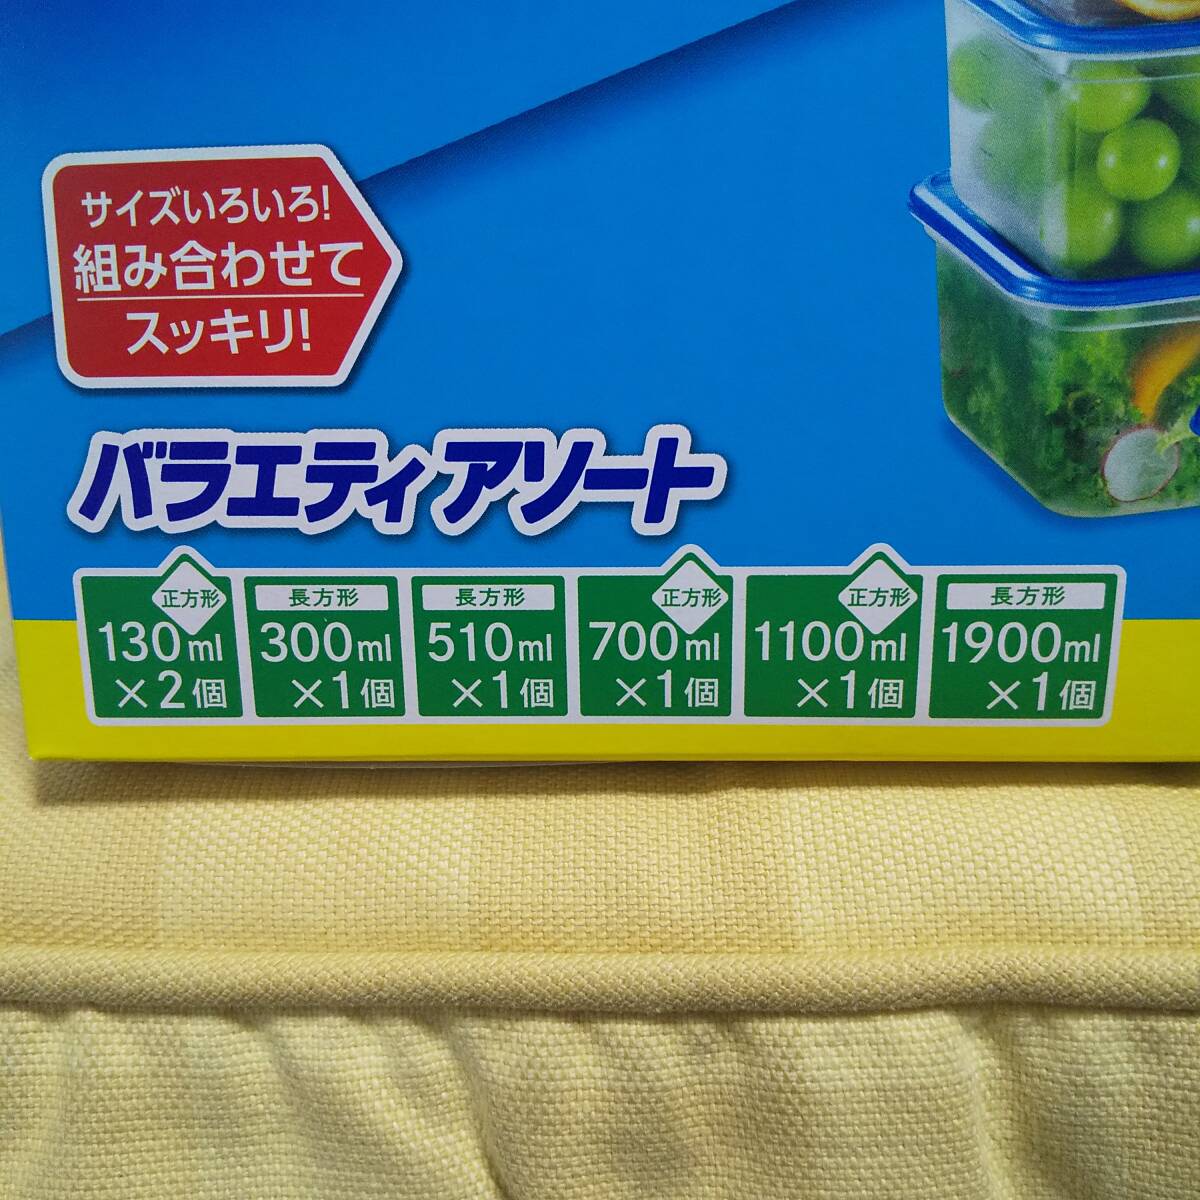 サイズいろいろ!
組み合わせて
スッキリ!
バラエティアソート
正方形
130ml
×2個
長方形
300ml
×1個
長方形
510ml
×1個
正方形
700ml
×1個
正方形
1100ml
×1個
長方形
1900ml
×1個